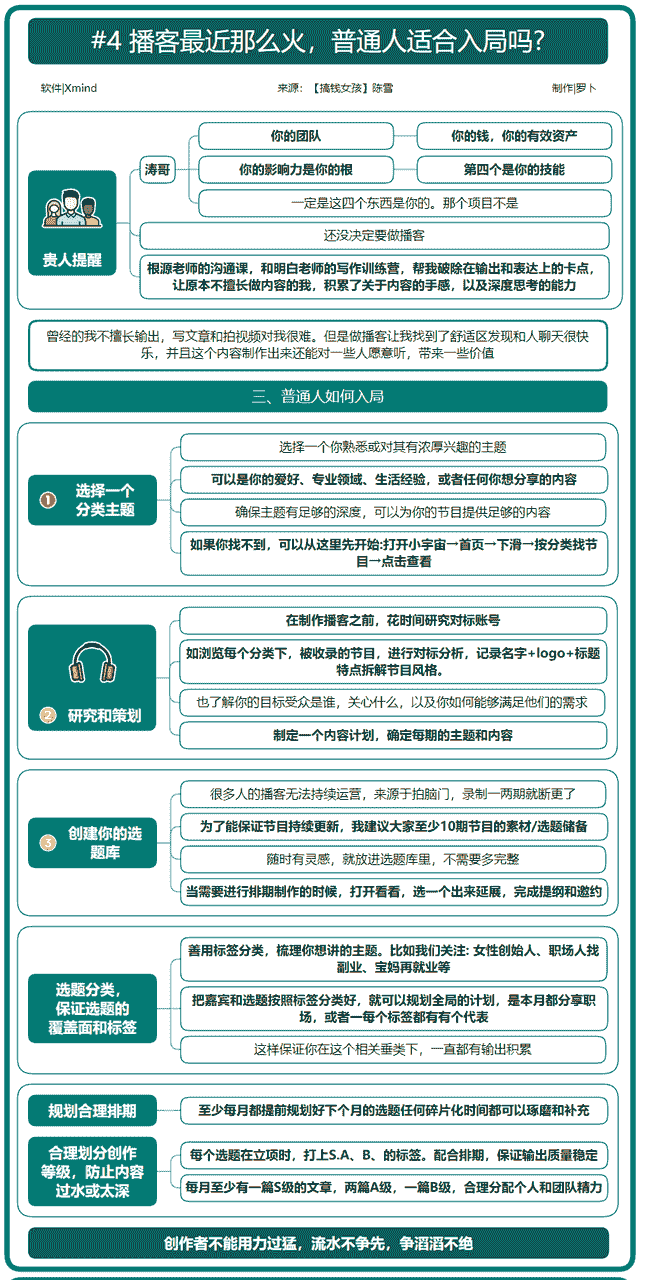 #4 播客最近那么火，普通人适合入局吗?
软件|Xmind
来源：【搞钱女孩】陈雪
制作|罗卜
贵人提醒
涛哥
你的团队
你的钱，你的有效资产
你的影响力是你的根
第四个是你的技能
一定是这四个东西是你的。那个项目不是
还没决定要做播客
根源老师的沟通课，和明白老师的写作训练营，帮我破除在输出和表达上的卡点，
让原本不擅长做内容的我，积累了关于内容的手感，以及深度思考的能力
曾经的我不擅长输出，写文章和拍视频对我很难。但是做播客让我找到了舒适区发现和人聊天很快
乐，并且这个内容制作出来还能对一些人愿意听，带来一些价值
三、普通人如何入局
1
选择一个
分类主题
选择一个你熟悉或对其有浓厚兴趣的主题
可以是你的爱好、专业领域、生活经验，或者任何你想分享的内容
确保主题有足够的深度，可以为你的节目提供足够的内容
如果你找不到，可以从这里先开始:打开小宇宙→首页→下滑→按分类找节
目→点击查看
2
研究和策划
在制作播客之前，花时间研究对标账号
如浏览每个分类下，被收录的节目，进行对标分析，记录名字+logo+标题
特点拆解节目风格。
也了解你的目标受众是谁，关心什么，以及你如何能够满足他们的需求
制定一个内容计划，确定每期的主题和内容
3
创建你的选
题库
很多人的播客无法持续运营，来源于拍脑门，录制一两期就断更了
为了能保证节目持续更新，我建议大家至少10期节目的素材/选题储备
随时有灵感，就放进选题库里，不需要多完整
当需要进行排期制作的时候，打开看看，选一个出来延展，完成提纲和邀约
选题分类，
保证选题的
覆盖面和标签
善用标签分类，梳理你想讲的主题。比如我们关注: 女性创始人、职场人找
副业、宝妈再就业等
把嘉宾和选题按照标签分类好，就可以规划全局的计划，是本月都分享职
场，或者一每个标签都有有个代表
这样保证你在这个相关垂类下，一直都有输出积累
规划合理排期
至少每月都提前规划好下个月的选题任何碎片化时间都可以琢磨和补充
合理划分创作
等级，防止内容
过水或太深
每个选题在立项时，打上S.A、B、的标签。配合排期，保证输出质量稳定
每月至少有一篇S级的文章，两篇A级，一篇B级，合理分配个人和团队精力
创作者不能用力过猛，流水不争先，争滔滔不绝